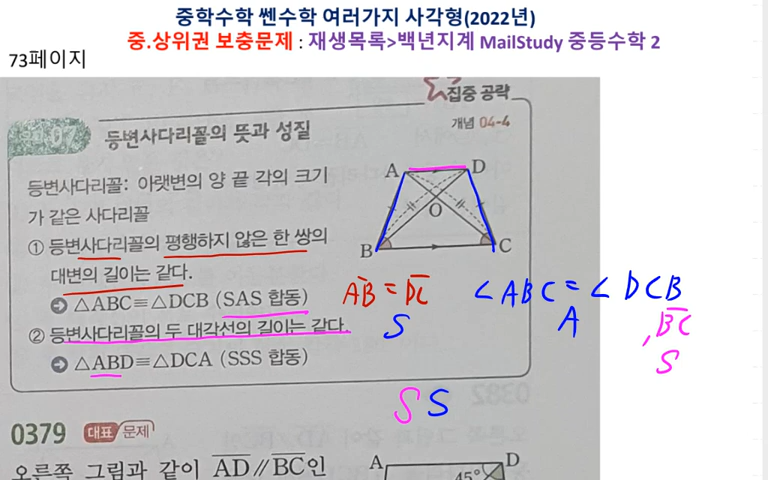 중학수학 쎈수학 여러가지 사각형(2022년)
중.상위권 보충문제 : 재생목록>백년지계 MailStudy 중등수학 2
73페이지
집중 공략
등변사다리꼴의 뜻과 성질
개념 04-4
등변사다리꼴: 아랫변의 양 끝 각의 크기
가 같은 사다리꼴
① 등변사다리꼴의 평행하지 않은 한 쌍의
대변의 길이는 같다.
➔ △ABC≡△DCB (SAS 합동)
② 등변사다리꼴의 두 대각선의 길이는 같다.
➔ △ABD≡△DCA (SSS 합동)
A D
O
B C
A̅B̅ = D̅C̅ ∠ABC = ∠DCB
S A , B̅C̅
S
S S
0379 대표 문제
오른쪽 그림과 같이 A̅D̅∥B̅C̅인
A D
45°